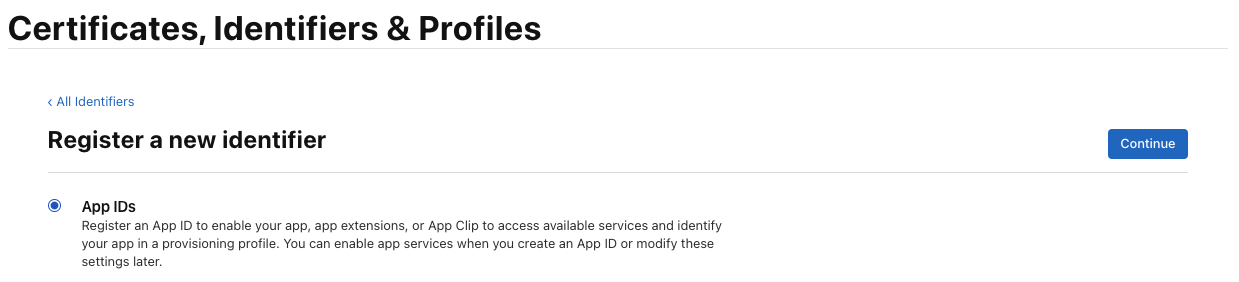 Certificates, Identifiers & Profiles
‹ All Identifiers
Register a new identifier
Continue
App IDs
Register an App ID to enable your app, app extensions, or App Clip to access available services and identify
your app in a provisioning profile. You can enable app services when you create an App ID or modify these
settings later.